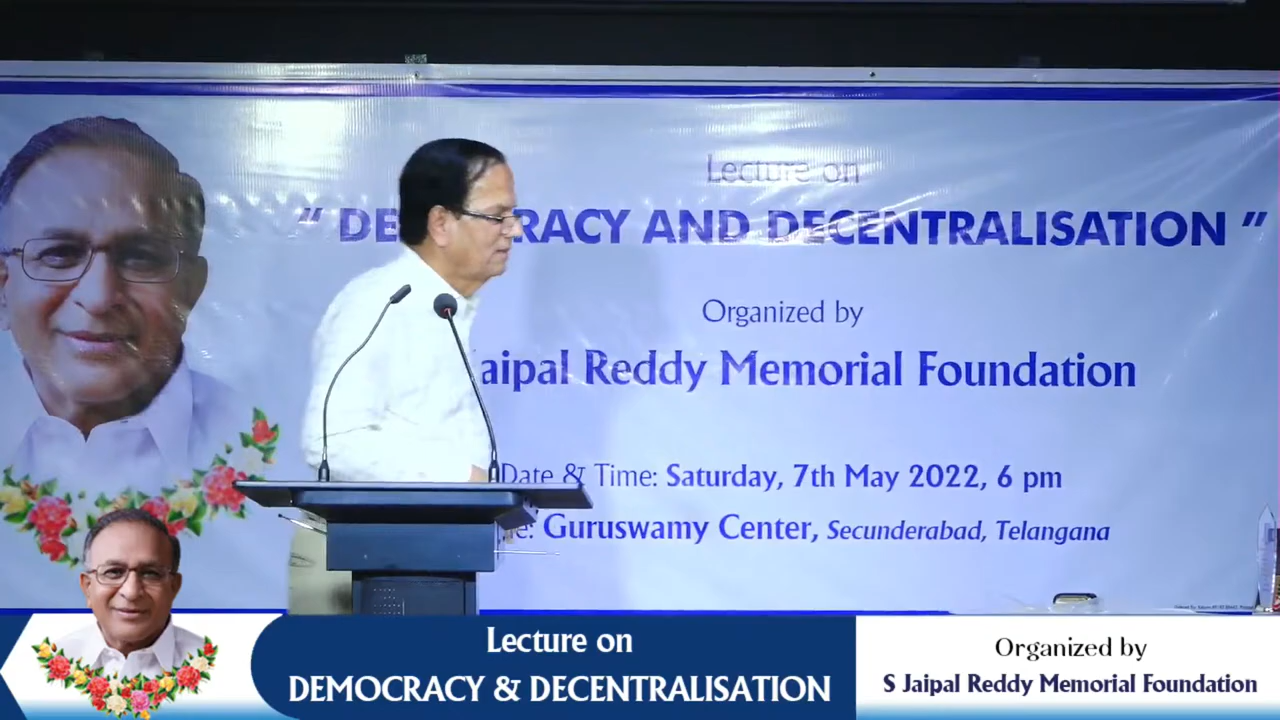 Lecture on
“ DE RACY AND DECENTRALISATION ”
Organized by
Jaipal Reddy Memorial Foundation
Date & Time: Saturday, 7th May 2022, 6 pm
Guruswamy Center, Secunderabad, Telangana
Lecture on
DEMOCRACY & DECENTRALISATION
Organized by
S Jaipal Reddy Memorial Foundation